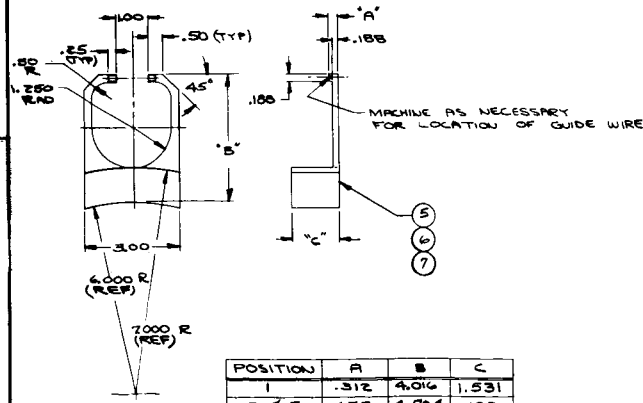 1.00
"A"
.50 (TYP)
.188
.25
(TYP)
.80
R
1.250
RAD
45°
.188
MACHINE AS NECESSARY
FOR LOCATION OF GUIDE WIRE
"B"
"C"
5
6
7
3.00
6.000 R
(REF)
7.000 R
(REF)
POSITION A B C
1 .312 4.016 1.531